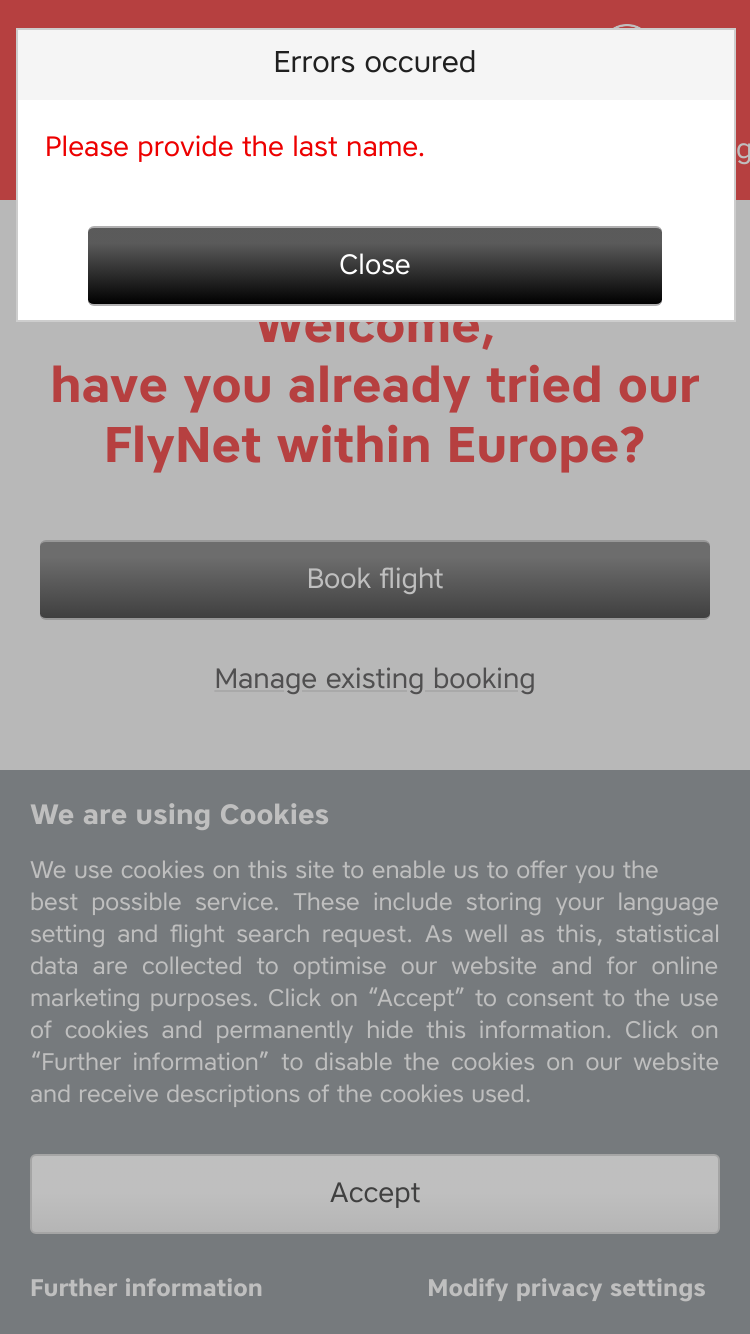 Errors occured
Please provide the last name.
Close
Welcome,
have you already tried our
FlyNet within Europe?
Book flight
Manage existing booking
We are using Cookies
We use cookies on this site to enable us to offer you the
best possible service. These include storing your language
setting and flight search request. As well as this, statistical
data are collected to optimise our website and for online
marketing purposes. Click on “Accept” to consent to the use
of cookies and permanently hide this information. Click on
“Further information” to disable the cookies on our website
and receive descriptions of the cookies used.
Accept
Further information
Modify privacy settings